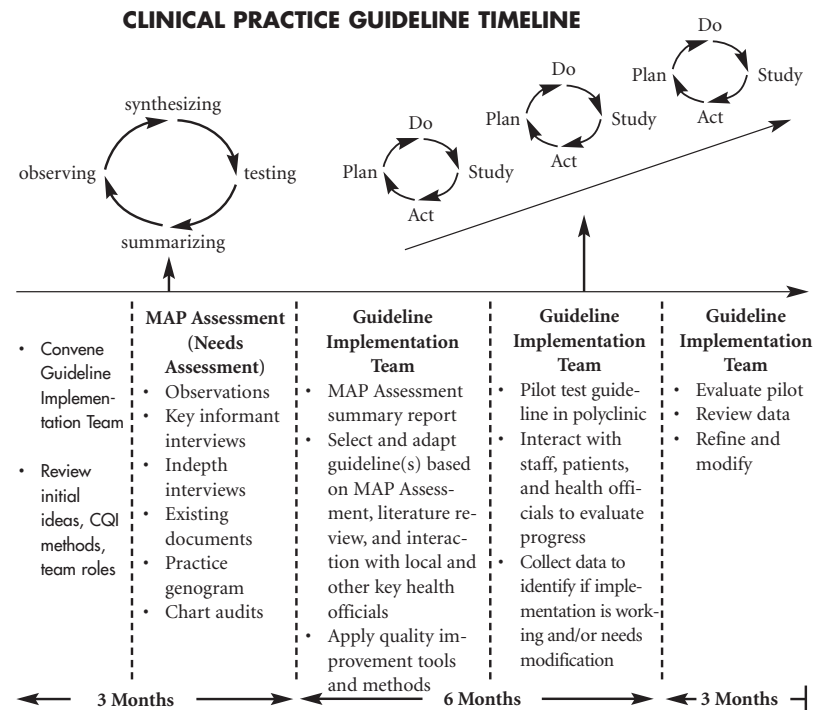 CLINICAL PRACTICE GUIDELINE TIMELINE
synthesizing
observing
testing
summarizing
Do
Plan
Study
Act
Do
Plan
Study
Act
Do
Plan
Study
Act
• Convene
Guideline
Implemen-
tation Team
• Review
initial
ideas, CQI
methods,
team roles
MAP Assessment
(Needs
Assessment)
• Observations
• Key informant
interviews
• Indepth
interviews
• Existing
documents
• Practice
genogram
• Chart audits
Guideline
Implementation
Team
• MAP Assessment
summary report
• Select and adapt
guideline(s) based
on MAP Assess-
ment, literature re-
view, and interac-
tion with local and
other key health
officials
• Apply quality im-
provement tools
and methods
Guideline
Implementation
Team
• Pilot test guide-
line in polyclinic
• Interact with
staff, patients,
and health offi-
cials to evaluate
progress
• Collect data to
identify if imple-
mentation is work-
ing and/or needs
modification
Guideline
Implementation
Team
• Evaluate pilot
• Review data
• Refine and
modify
3 Months
6 Months
3 Months